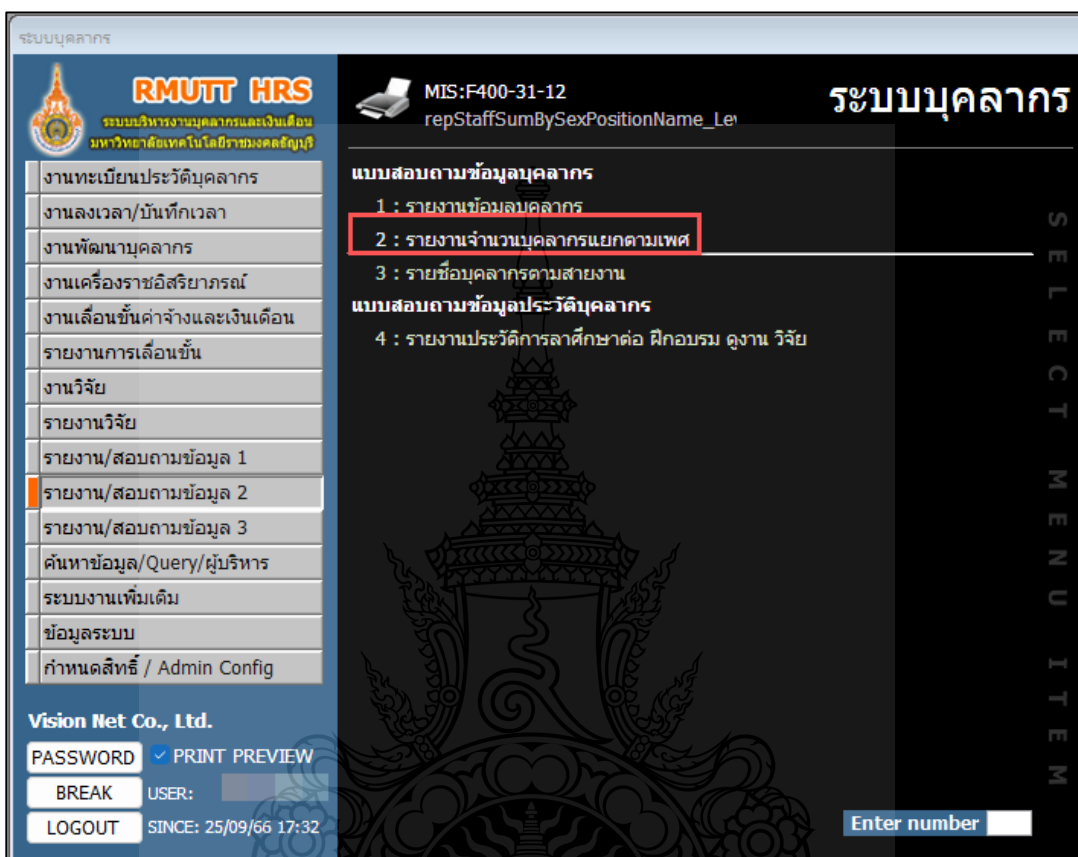 ระบบบุคลากร
RMUTT HRS
ระบบบริหารงานบุคลากรและเงินเดือน
มหาวิทยาลัยเทคโนโลยีราชมงคลธัญบุรี
งานทะเบียนประวัติบุคลากร
งานลงเวลา/บันทึกเวลา
งานพัฒนาบุคลากร
งานเครื่องราชอิสริยาภรณ์
งานเลื่อนขั้นค่าจ้างและเงินเดือน
รายงานการเลื่อนขั้น
งานวิจัย
รายงานวิจัย
รายงาน/สอบถามข้อมูล 1
รายงาน/สอบถามข้อมูล 2
รายงาน/สอบถามข้อมูล 3
ค้นหาข้อมูล/Query/ผู้บริหาร
ระบบงานเพิ่มเติม
ข้อมูลระบบ
กำหนดสิทธิ์ / Admin Config
Vision Net Co., Ltd.
PASSWORD PRINT PREVIEW
BREAK USER:
LOGOUT SINCE: 25/09/66 17:32
MIS:F400-31-12
repStaffSumBySexPositionName_Lev
ระบบบุคลากร
แบบสอบถามข้อมูลบุคลากร
1 : รายงานข้อมูลบุคลากร
2 : รายงานจำนวนบุคลากรแยกตามเพศ
3 : รายชื่อบุคลากรตามสายงาน
แบบสอบถามข้อมูลประวัติบุคลากร
4 : รายงานประวัติการลาศึกษาต่อ ฝึกอบรม ดูงาน วิจัย
SELECT MENU ITEM
Enter number